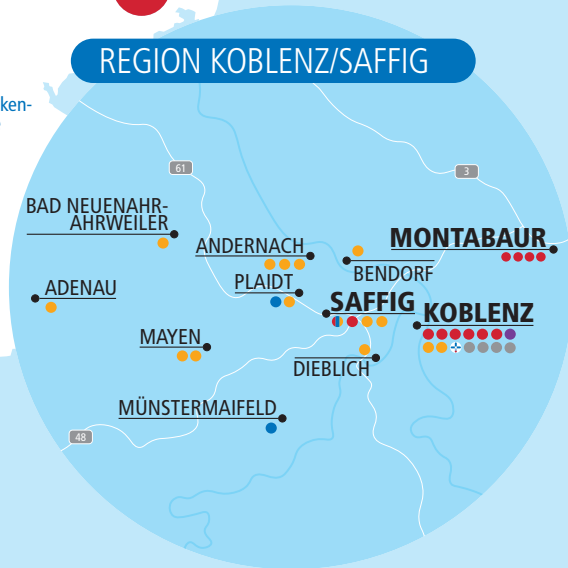 REGION KOBLENZ/SAFFIG
ken-
61
3
BAD NEUENAHR-
AHRWEILER
ANDERNACH
MONTABAUR
BENDORF
PLAIDT
ADENAU
SAFFIG
KOBLENZ
MAYEN
DIEBLICH
MÜNSTERMAIFELD
48